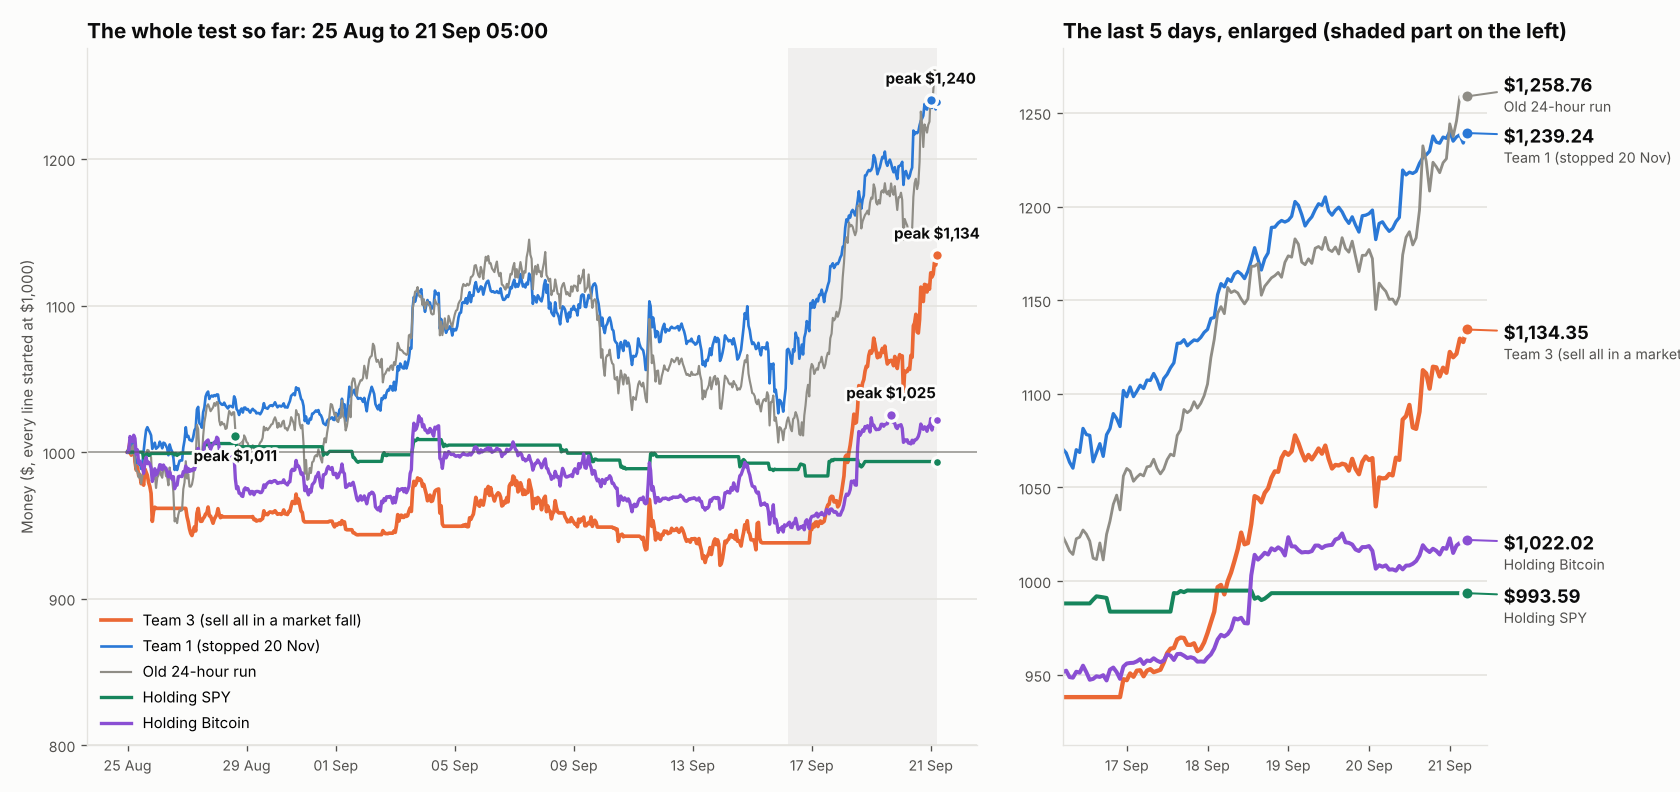 The whole test so far: 25 Aug to 21 Sep 05:00
Money ($, every line started at $1,000)
1200
1100
1000
900
800
peak $1,240
peak $1,134
peak $1,025
peak $1,011
Team 3 (sell all in a market fall)
Team 1 (stopped 20 Nov)
Old 24-hour run
Holding SPY
Holding Bitcoin
25 Aug
29 Aug
01 Sep
05 Sep
09 Sep
13 Sep
17 Sep
21 Sep
The last 5 days, enlarged (shaded part on the left)
1250
1200
1150
1100
1050
1000
950
$1,258.76
Old 24-hour run
$1,239.24
Team 1 (stopped 20 Nov)
$1,134.35
Team 3 (sell all in a market
$1,022.02
Holding Bitcoin
$993.59
Holding SPY
17 Sep
18 Sep
19 Sep
20 Sep
21 Sep